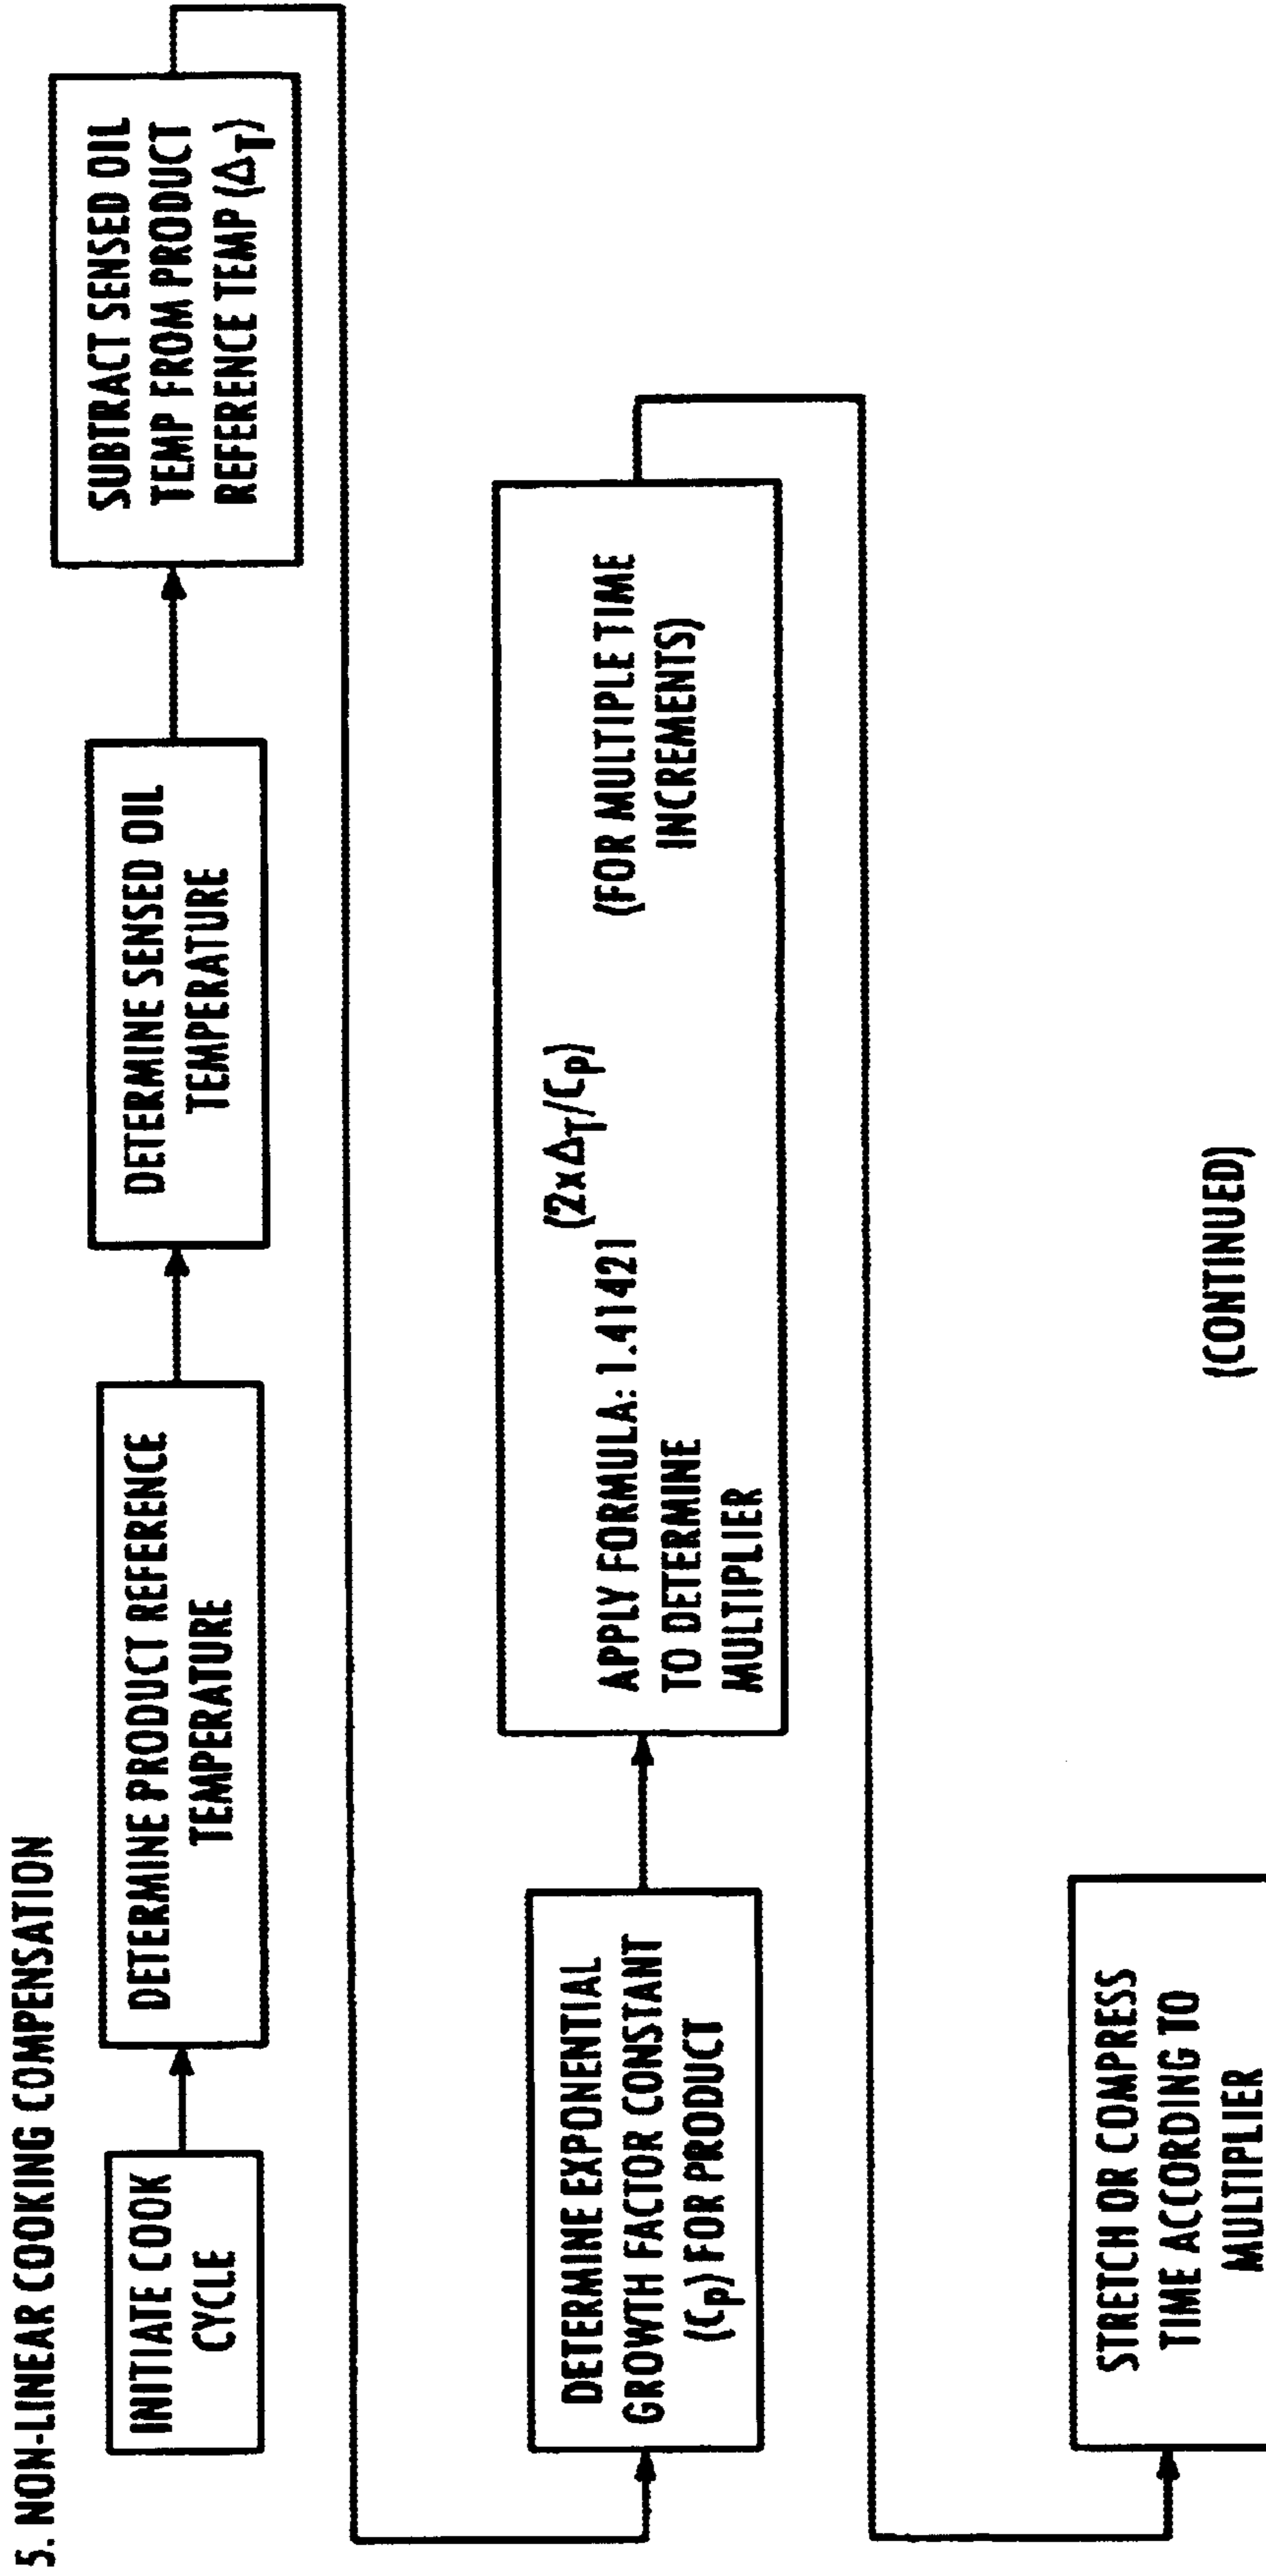 5. NON-LINEAR COOKING COMPENSATION
INITIATE COOK
CYCLE
DETERMINE PRODUCT REFERENCE
TEMPERATURE
DETERMINE SENSED OIL
TEMPERATURE
SUBTRACT SENSED OIL
TEMP FROM PRODUCT
REFERENCE TEMP (ΔT)
DETERMINE EXPONENTIAL
GROWTH FACTOR CONSTANT
(Cp) FOR PRODUCT
(2xΔT/Cp)
APPLY FORMULA: 1.41421
TO DETERMINE
MULTIPLIER
(FOR MULTIPLE TIME
INCREMENTS)
STRETCH OR COMPRESS
TIME ACCORDING TO
MULTIPLIER
(CONTINUED)